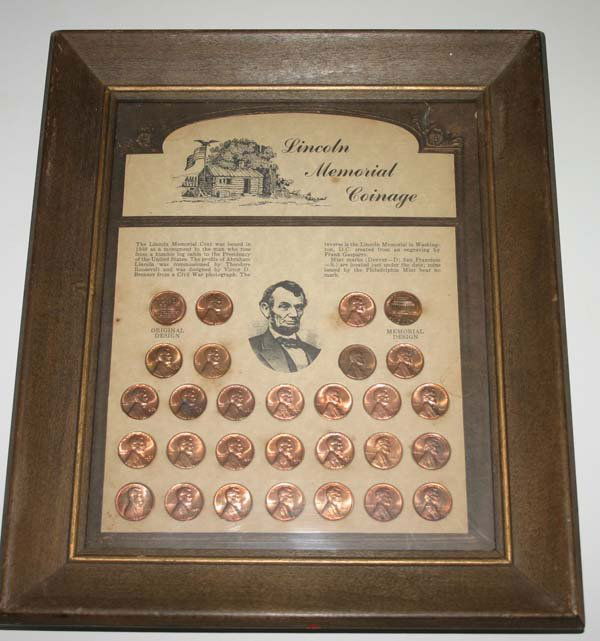 Lincoln
Memorial
Coinage
The Lincoln Memorial Cent was issued in
1959 as a monument to the man who rose
from a humble log cabin to the Presidency
of the United States. The profile of Abraham
Lincoln was commissioned by Theodore
Roosevelt and was designed by Victor D.
Brenner from a Civil War photograph. The
reverse is the Lincoln Memorial in Washing-
ton, D.C. created from an engraving by
Frank Gasparro.
Mint marks (Denver—D; San Francisco
—S) are located just under the date; coins
issued by the Philadelphia Mint bear no
mark.
ORIGINAL
DESIGN
MEMORIAL
DESIGN